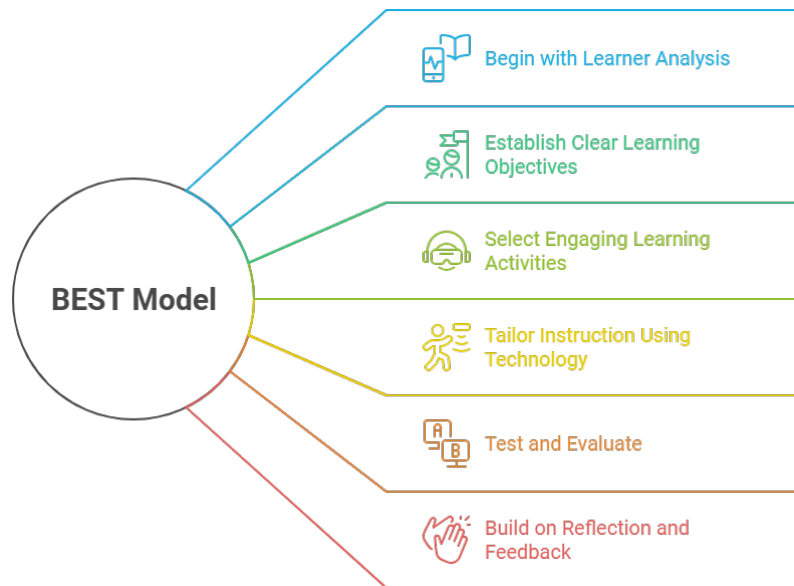 BEST Model
Begin with Learner Analysis
Establish Clear Learning
Objectives
Select Engaging Learning
Activities
Tailor Instruction Using
Technology
A
B
Test and Evaluate
Build on Reflection and
Feedback